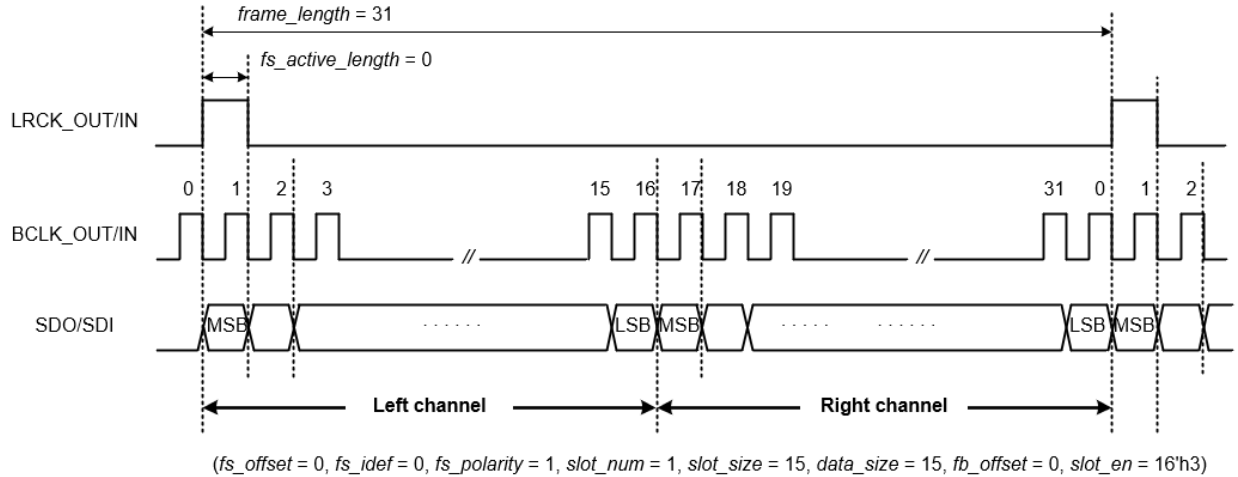 frame_length = 31
fs_active_length = 0
LRCK_OUT/IN
0 1 2 3 15 16 17 18 19 31 0 1 2
BCLK_OUT/IN // //
SDO/SDI MSB · · · · · · LSB MSB · · · · · · · · · · · LSB MSB
Left channel Right channel
(fs_offset = 0, fs_idef = 0, fs_polarity = 1, slot_num = 1, slot_size = 15, data_size = 15, fb_offset = 0, slot_en = 16'h3)